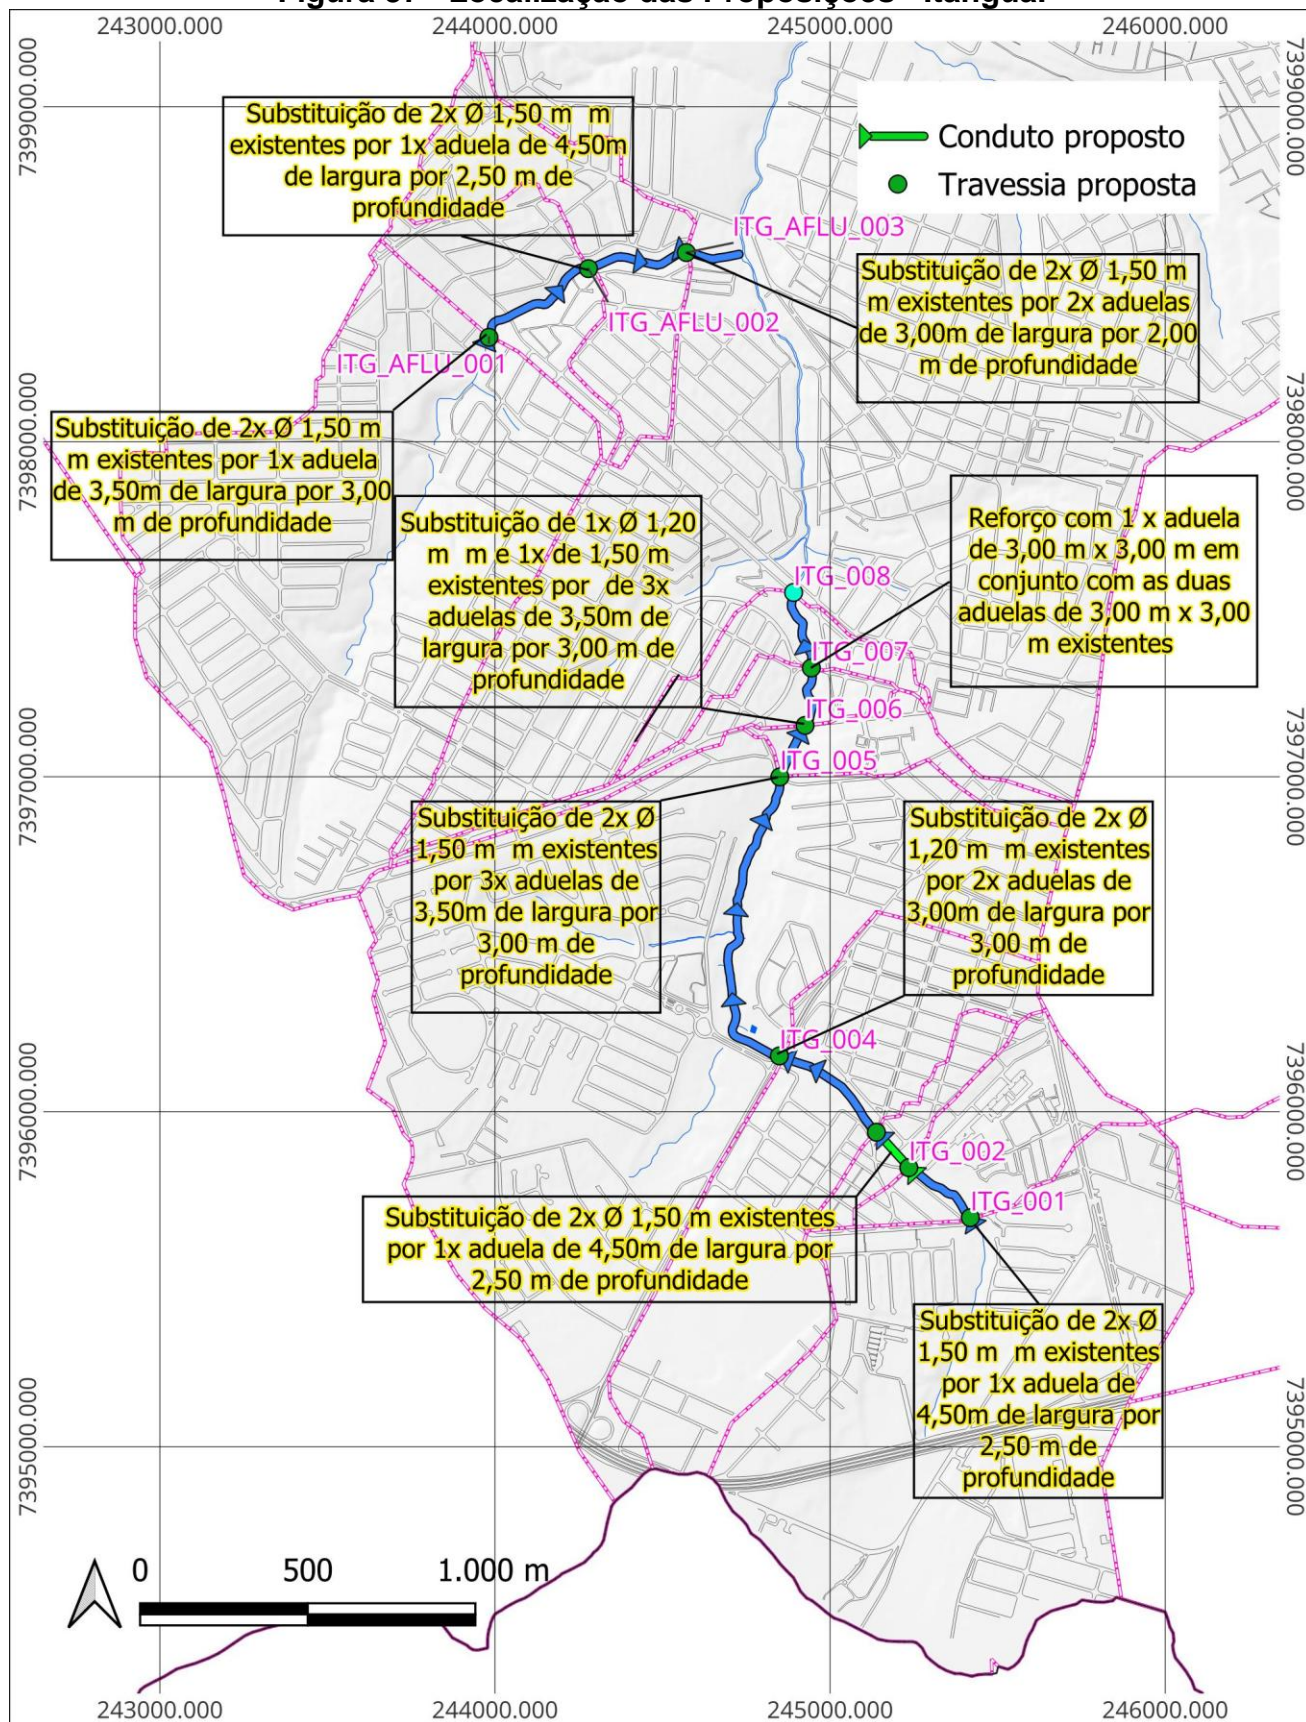 243000.000
244000.000
245000.000
246000.000
7399000.000
7399000.000
Substituição de 2x Ø 1,50 m  m
existentes por 1x aduela de 4,50m
de largura por 2,50 m de
profundidade
Conduto proposto
Travessia proposta
ITG_AFLU_003
Substituição de 2x Ø 1,50
m existentes por 2x aduelas
de 3,00m de largura por 2,00
m de profundidade
ITG_AFLU_002
ITG_AFLU_001
7398000.000
7398000.000
Substituição de 2x Ø 1,50
m existentes por 1x aduela
de 3,50m de largura por 3,00
m de profundidade
Substituição de 1x Ø 1,20
m  m e 1x de 1,50 m
existentes por  de 3x
aduelas de 3,50m de
largura por 3,00 m de
profundidade
Reforço com 1 x aduela
de 3,00 m x 3,00 m em
conjunto com as duas
aduelas de 3,00 m x 3,00
m existentes
ITG_008
ITG_007
ITG_006
ITG_005
7397000.000
7397000.000
Substituição de 2x Ø
1,50 m  m existentes
por 3x aduelas de
3,50m de largura por
3,00 m de
profundidade
Substituição de 2x Ø
1,20 m  m existentes
por 2x aduelas de
3,00m de largura por
3,00 m de
profundidade
ITG_004
7396000.000
7396000.000
ITG_002
ITG_001
Substituição de 2x Ø 1,50 m existentes
por 1x aduela de 4,50m de largura por
2,50 m de profundidade
Substituição de 2x Ø
1,50 m  m existentes
por 1x aduela de
4,50m de largura por
2,50 m de
profundidade
7395000.000
7395000.000
0 500 1.000 m
243000.000
244000.000
245000.000
246000.000